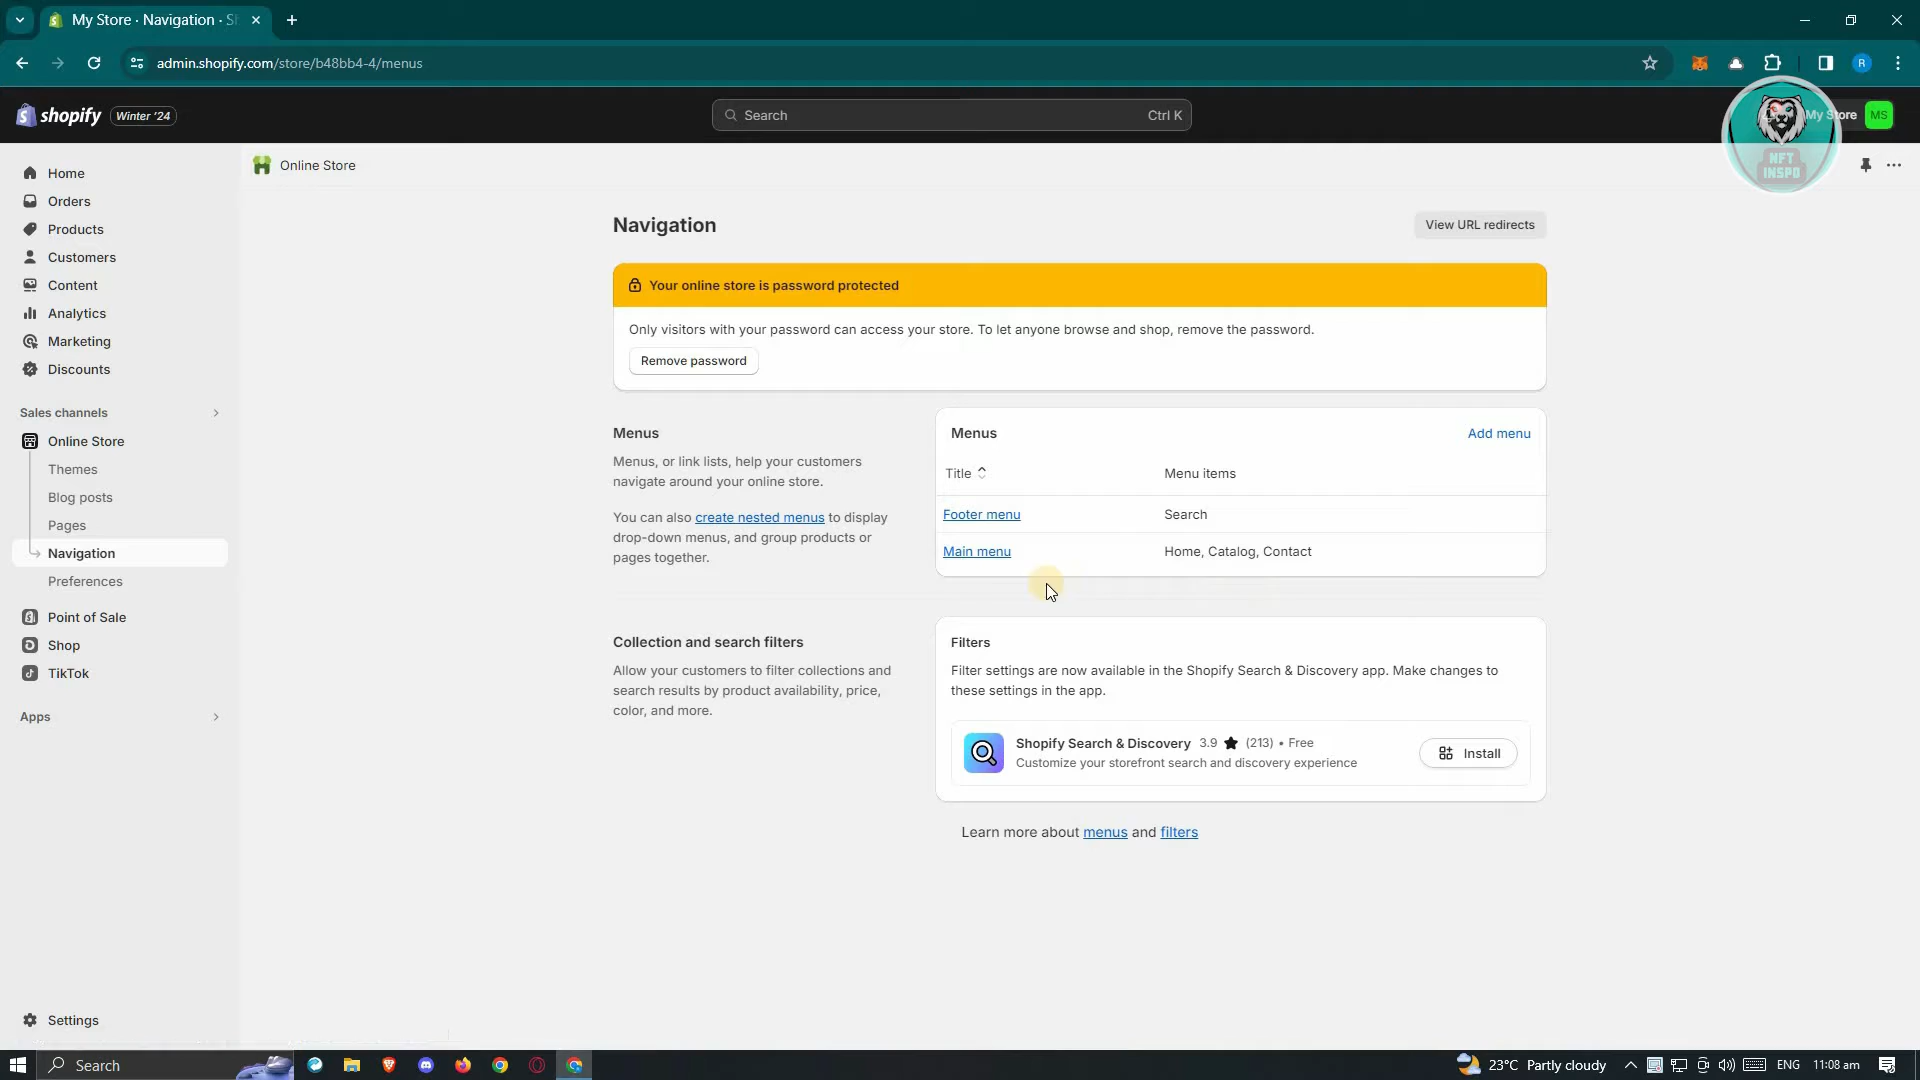 My Store · Navigation · S
admin.shopify.com/store/b48bb4-4/menus
R
shopify
Winter '24
Search
Ctrl K
My Store
MS
NFT
INSPO
Home
Orders
Products
Customers
Content
Analytics
Marketing
Discounts
Sales channels
Online Store
Themes
Blog posts
Pages
Navigation
Preferences
Point of Sale
Shop
TikTok
Apps
Settings
Online Store
Navigation
View URL redirects
Your online store is password protected
Only visitors with your password can access your store. To let anyone browse and shop, remove the password.
Remove password
Menus
Menus, or link lists, help your customers
navigate around your online store.
You can also create nested menus to display
drop-down menus, and group products or
pages together.
Menus
Add menu
Title
Menu items
Footer menu
Search
Main menu
Home, Catalog, Contact
Collection and search filters
Allow your customers to filter collections and
search results by product availability, price,
color, and more.
Filters
Filter settings are now available in the Shopify Search & Discovery app. Make changes to
these settings in the app.
Shopify Search & Discovery 3.9 ★ (213) • Free
Customize your storefront search and discovery experience
Install
Learn more about menus and filters
Search
23°C Partly cloudy
ENG
11:08 am